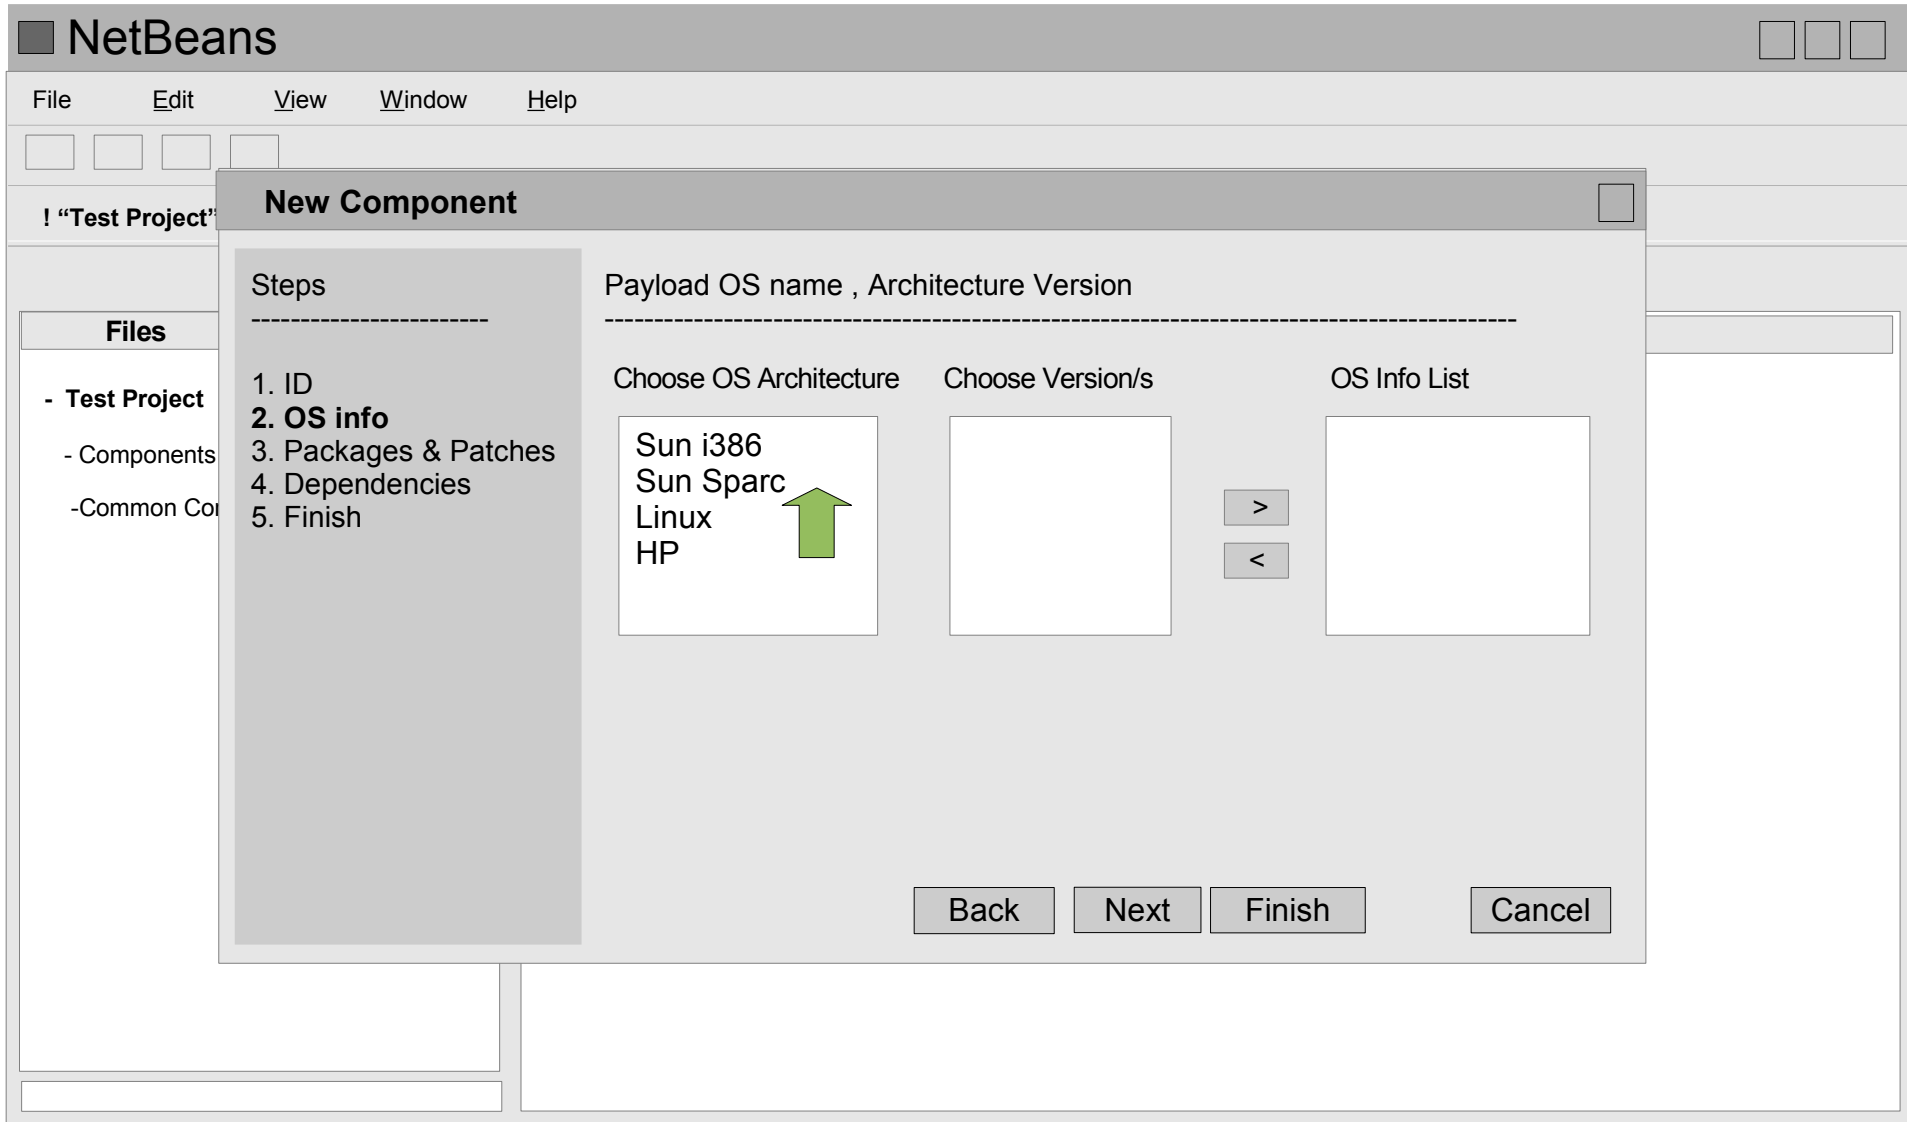 NetBeans
File Edit View Window Help
! “Test Project”
New Component
Files
- Test Project
- Components
-Common
Steps
------------------------
1. ID
2. OS info
3. Packages & Patches
4. Dependencies
5. Finish
Payload OS name , Architecture Version
--------------------------------------------------------------------------------------------
Choose OS Architecture
Sun i386
Sun Sparc
Linux
HP
Choose Version/s
>
<
OS Info List
Back Next Finish Cancel